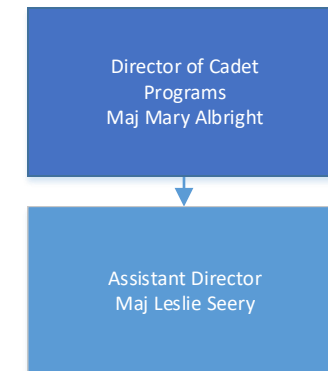 Director of Cadet
Programs
Maj Mary Albright
Assistant Director
Maj Leslie Seery